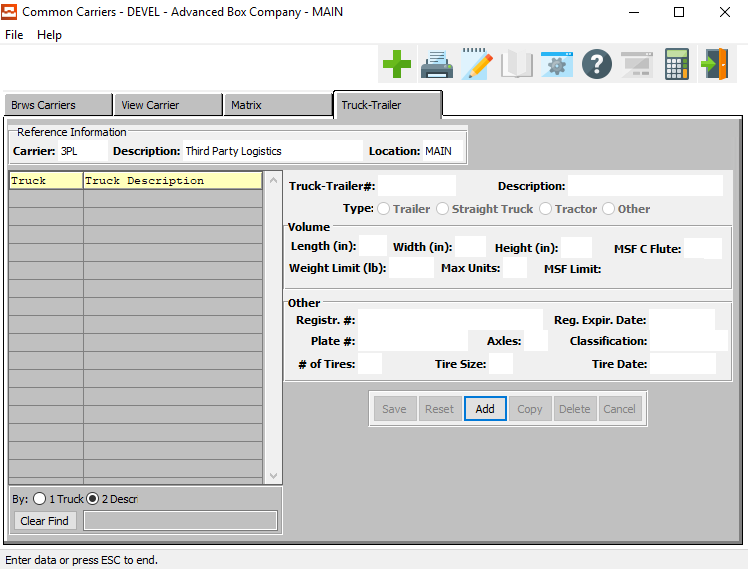 Common Carriers - DEVEL - Advanced Box Company - MAIN
File Help
Brws Carriers View Carrier Matrix Truck-Trailer
Reference Information
Carrier: 3PL Description: Third Party Logistics Location: MAIN
Truck Truck Description
Truck-Trailer#: Description:
Type: Trailer Straight Truck Tractor Other
Volume
Length (in): Width (in): Height (in): MSF C Flute:
Weight Limit (lb): Max Units: MSF Limit:
Other
Registr. #: Reg. Expir. Date:
Plate #: Axles: Classification:
# of Tires: Tire Size: Tire Date:
Save Reset Add Copy Delete Cancel
By: 1 Truck 2 Descr
Clear Find
Enter data or press ESC to end.